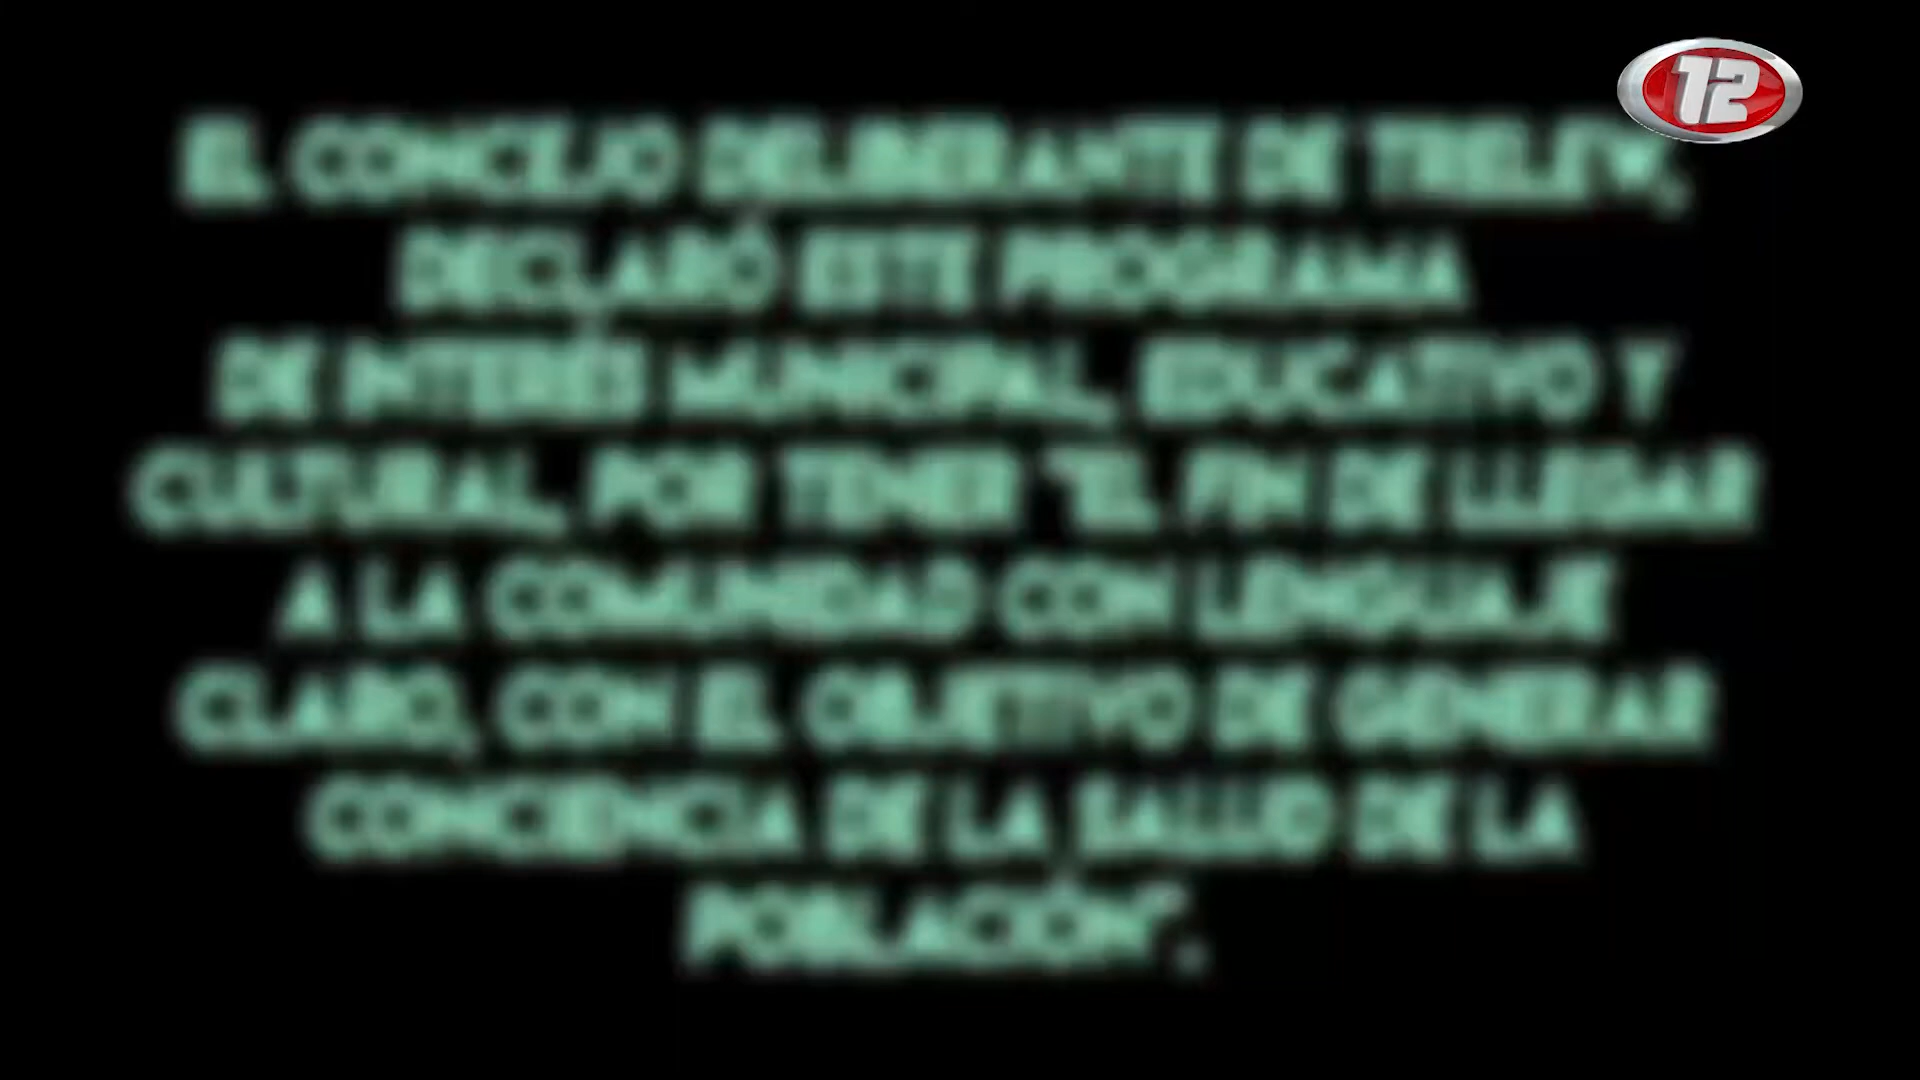 12
EL CONCEJO DELIBERANTE DE TRELEW,
DECLARÓ ESTE PROGRAMA
DE INTERÉS MUNICIPAL, EDUCATIVO Y
CULTURAL, POR TENER "EL FIN DE LLEGAR
A LA COMUNIDAD CON LENGUAJE
CLARO, CON EL OBJETIVO DE GENERAR
CONCIENCIA DE LA SALUD DE LA
POBLACIÓN".